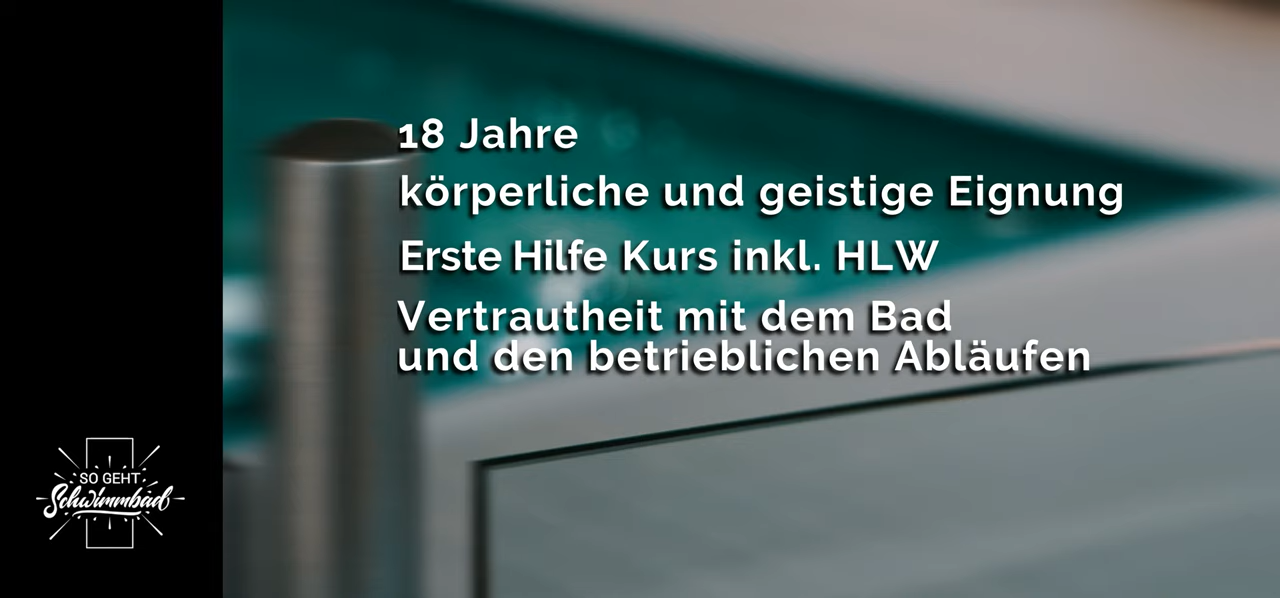 18 Jahre
körperliche und geistige Eignung
Erste Hilfe Kurs inkl. HLW
Vertrautheit mit dem Bad
und den betrieblichen Abläufen
SO GEHT
Schwimmbad